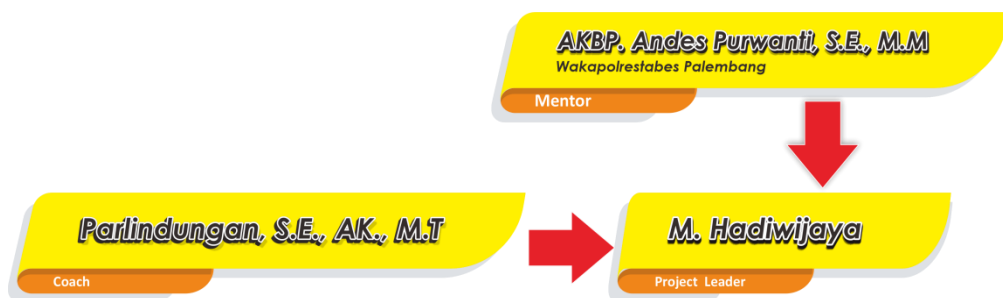 AKBP. Andes Purwanti, S.E., M.M
Wakapolrestabes Palembang
Mentor
Parlindungan, S.E., AK., M.T
Coach
M. Hadiwijaya
Project Leader